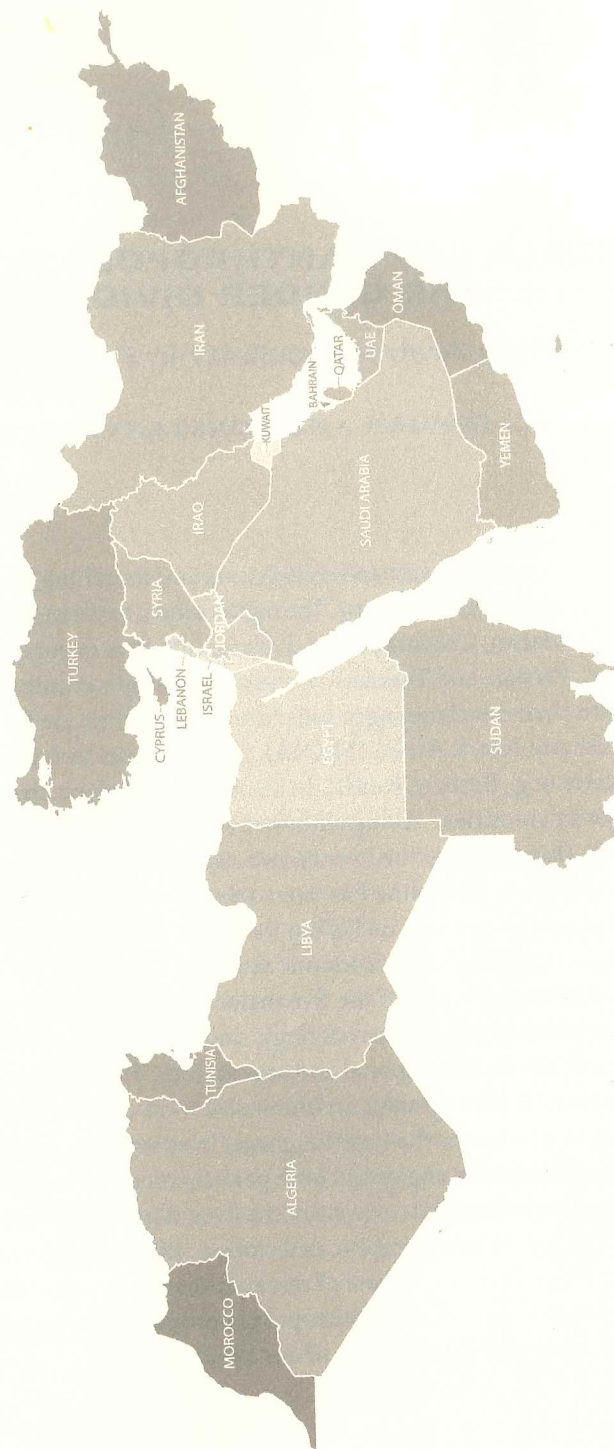 MOROCCO
ALGERIA
TUNISIA
LIBYA
EGYPT
SUDAN
CYPRUS
LEBANON
ISRAEL
TURKEY
SYRIA
JORDAN
IRAQ
KUWAIT
SAUDI ARABIA
BAHRAIN
QATAR
UAE
YEMEN
OMAN
IRAN
AFGHANISTAN